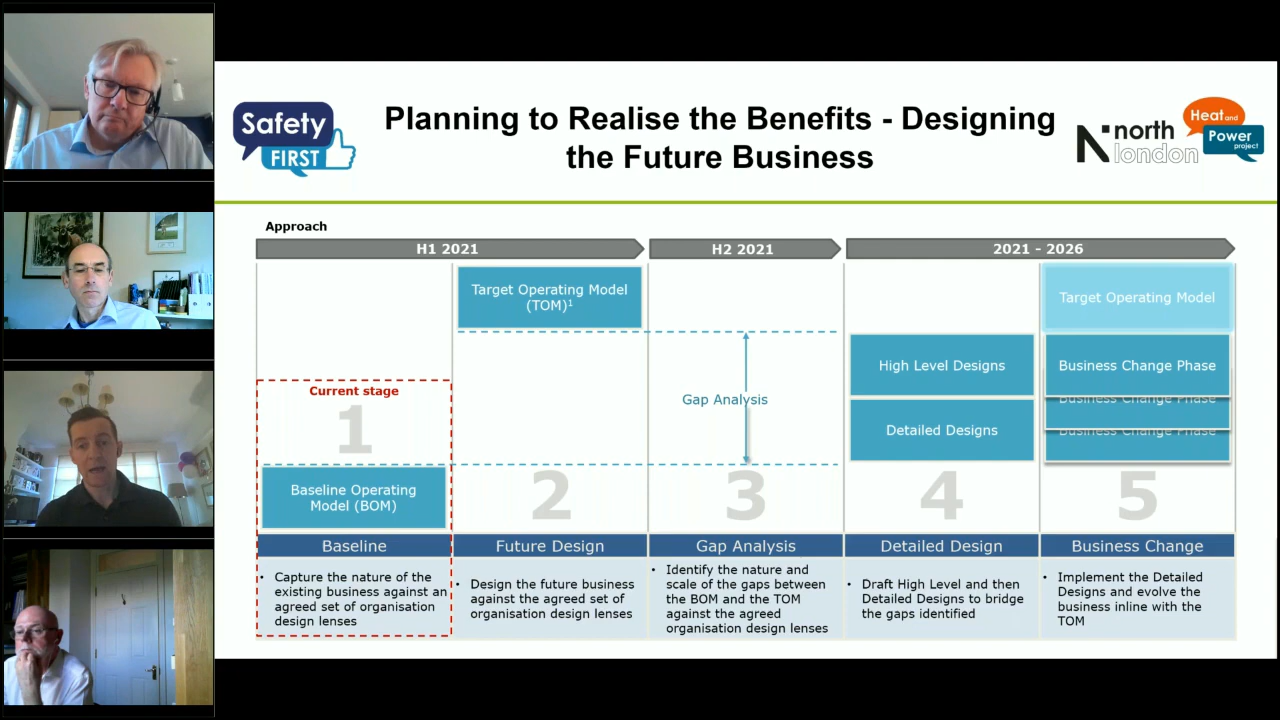 Safety
FIRST
Planning to Realise the Benefits - Designing
the Future Business
north
london
Heat and
Power
project
Approach
H1 2021
H2 2021
2021 - 2026
Target Operating Model
(TOM)¹
Target Operating Model
High Level Designs
Business Change Phase
Current stage
1
Gap Analysis
Business Change Phase
Detailed Designs
Business Change Phase
Baseline Operating
Model (BOM)
2
3
4
5
Baseline
Future Design
Gap Analysis
Detailed Design
Business Change
• Capture the nature of the
existing business against an
agreed set of organisation
design lenses
• Design the future business
against the agreed set of
organisation design lenses
• Identify the nature and
scale of the gaps between
the BOM and the TOM
against the agreed
organisation design lenses
• Draft High Level and then
Detailed Designs to bridge
the gaps identified
• Implement the Detailed
Designs and evolve the
business inline with the
TOM